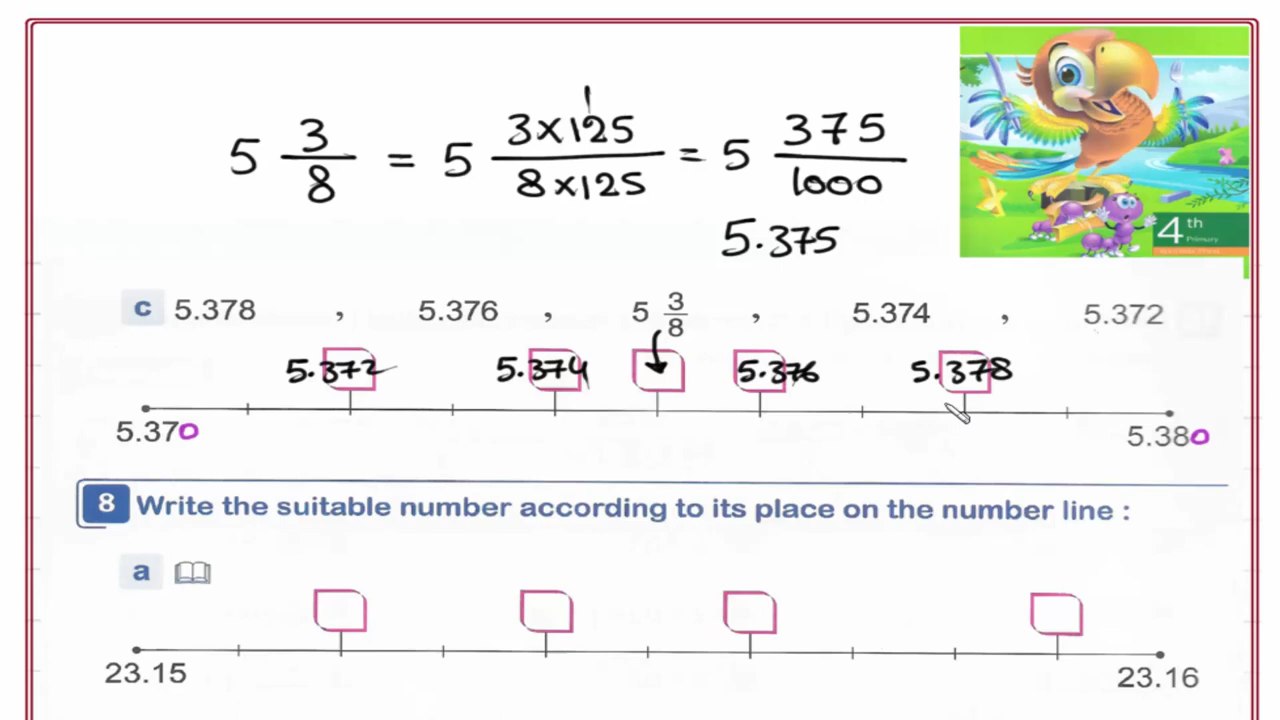 5 3/8 = 5 3×125/8×125 = 5 375/1000
5.375
4th
Primary
c 5.378 , 5.376 , 5 3/8 , 5.374 , 5.372
5.372 5.374 5.376 5.378
5.370 5.380
8 Write the suitable number according to its place on the number line :
a
23.15 23.16